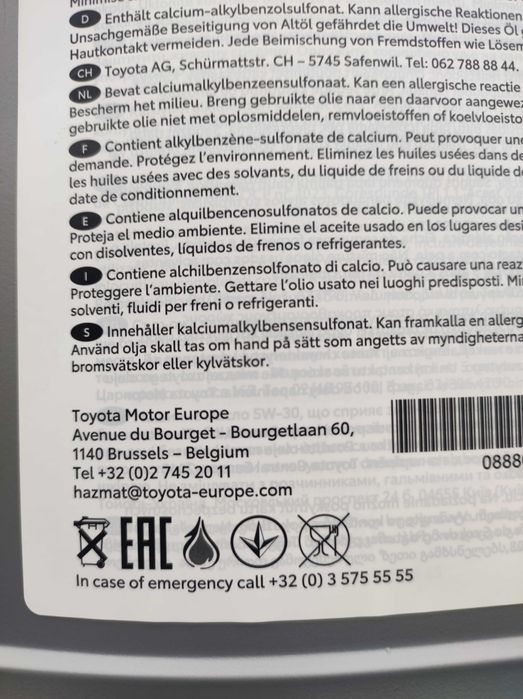 D Enthält calcium-alkylbenzolsulfonat. Kann allergische Reaktionen
Unsachgemäße Beseitigung von Altöl gefährdet die Umwelt! Dieses Öl
Hautkontakt vermeiden. Jede Beimischung von Fremdstoffen wie Lösem
CH Toyota AG, Schürmattstr. CH – 5745 Safenwil. Tel: 062 788 88 44.
NL Bevat calciumalkylbenzeensulfonaat. Kan een allergische reactie
Bescherm het milieu. Breng gebruikte olie naar een daarvoor aangewez
gebruikte olie niet met oplosmiddelen, remvloeistoffen of koelvloeisto
F Contient alkylbenzène-sulfonate de calcium. Peut provoquer une
demande. Protégez l'environnement. Eliminez les huiles usées dans de
les huiles usées avec des solvants, du liquide de freins ou du liquide de
date de conditionnement.
E Contiene alquilbencenosulfonatos de calcio. Puede provocar un
Proteja el medio ambiente. Elimine el aceite usado en los lugares desi
con disolventes, líquidos de frenos o refrigerantes.
I Contiene alchilbenzensolfonato di calcio. Può causare una reaz
Proteggere l'ambiente. Gettare l'olio usato nei luoghi predisposti. Mi
solventi, fluidi per freni o refrigeranti.
S Innehåller kalciumalkylbensensulfonat. Kan framkalla en allerg
Använd olja skall tas om hand på sätt som angetts av myndigheterna
bromsvätskor eller kylvätskor.
Toyota Motor Europe
Avenue du Bourget – Bourgetlaan 60,
1140 Brussels – Belgium
Tel +32 (0)2 745 20 11
hazmat@toyota-europe.com
0888
EAC
In case of emergency call +32 (0) 3 575 55 55